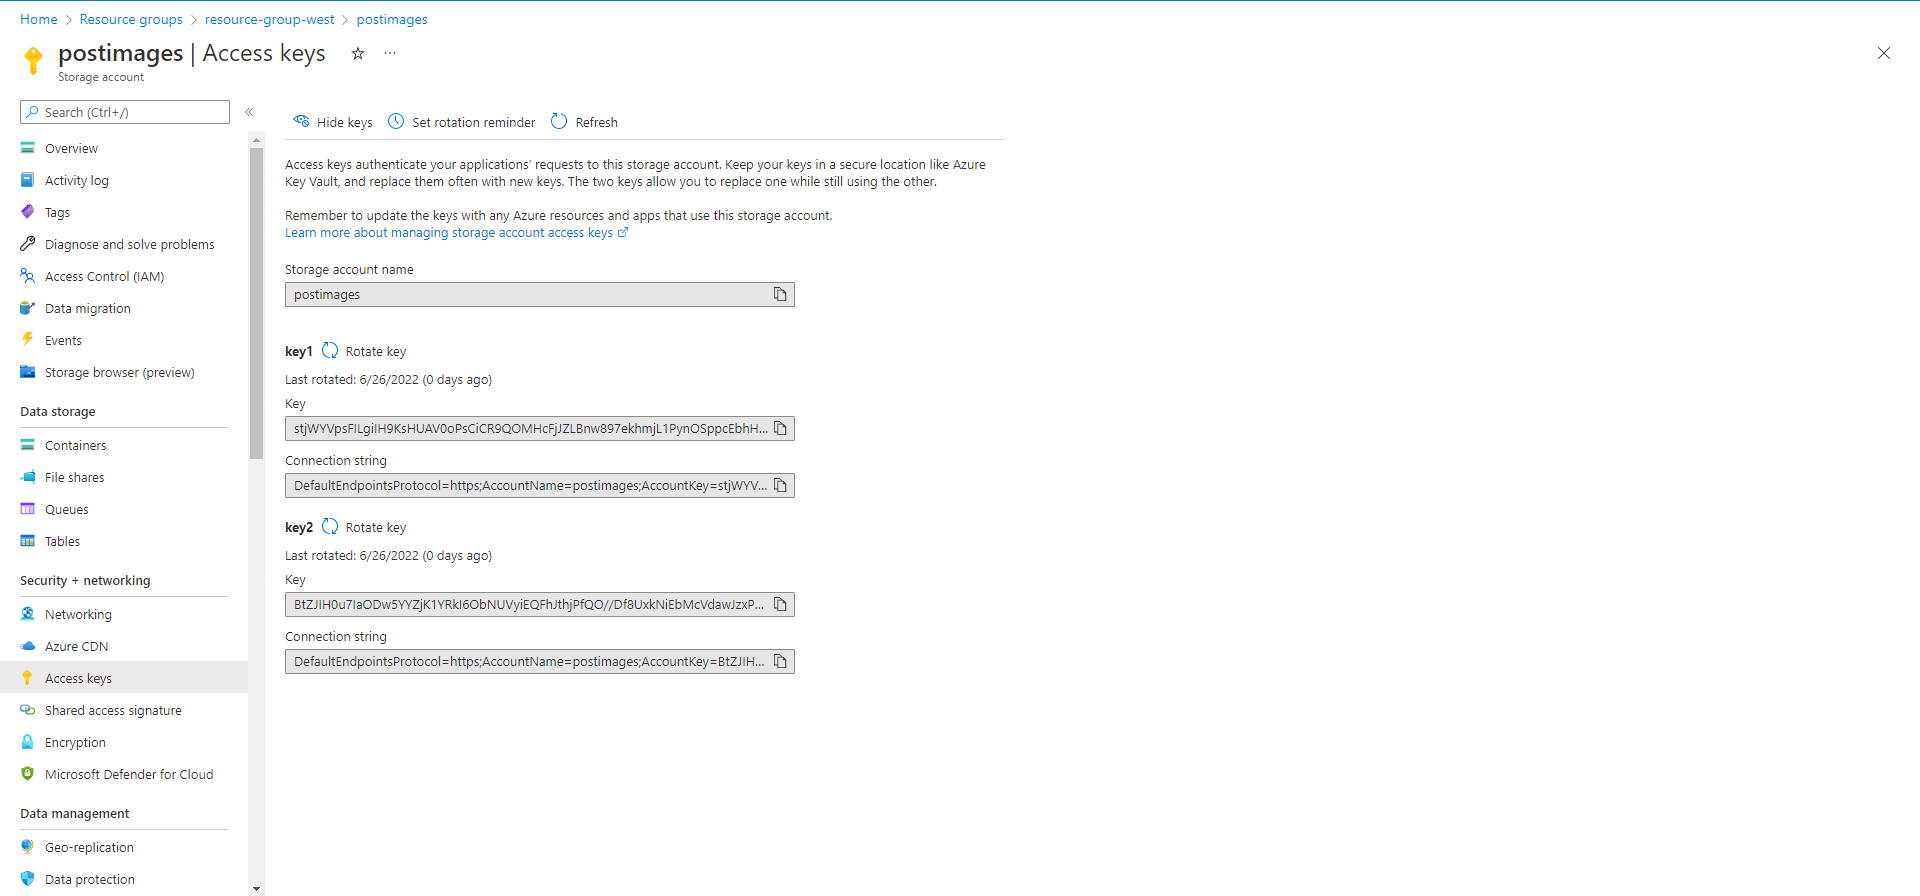 Home > Resource groups > resource-group-west > postimages
postimages | Access keys ☆ ...
Storage account
Search (Ctrl+/) «
Overview
Activity log
Tags
Diagnose and solve problems
Access Control (IAM)
Data migration
Events
Storage browser (preview)
Data storage
Containers
File shares
Queues
Tables
Security + networking
Networking
Azure CDN
Access keys
Shared access signature
Encryption
Microsoft Defender for Cloud
Data management
Geo-replication
Data protection
Hide keys Set rotation reminder Refresh
Access keys authenticate your applications’ requests to this storage account. Keep your keys in a secure location like Azure
Key Vault, and replace them often with new keys. The two keys allow you to replace one while still using the other.
Remember to update the keys with any Azure resources and apps that use this storage account.
Learn more about managing storage account access keys
Storage account name
postimages
key1 Rotate key
Last rotated: 6/26/2022 (0 days ago)
Key
stjWYVpsFILgiIH9KsHUAV0oPsCiCR9QOMHcFjJZLBnw897ekhmjL1PynOSppcEbhH...
Connection string
DefaultEndpointsProtocol=https;AccountName=postimages;AccountKey=stjWYV...
key2 Rotate key
Last rotated: 6/26/2022 (0 days ago)
Key
BtZJIH0u7IaODw5YYZjK1YRkI6ObNUVyiEQFhJthjPfQO//Df8UxkNiEbMcVdawJzxP...
Connection string
DefaultEndpointsProtocol=https;AccountName=postimages;AccountKey=BtZJIH...